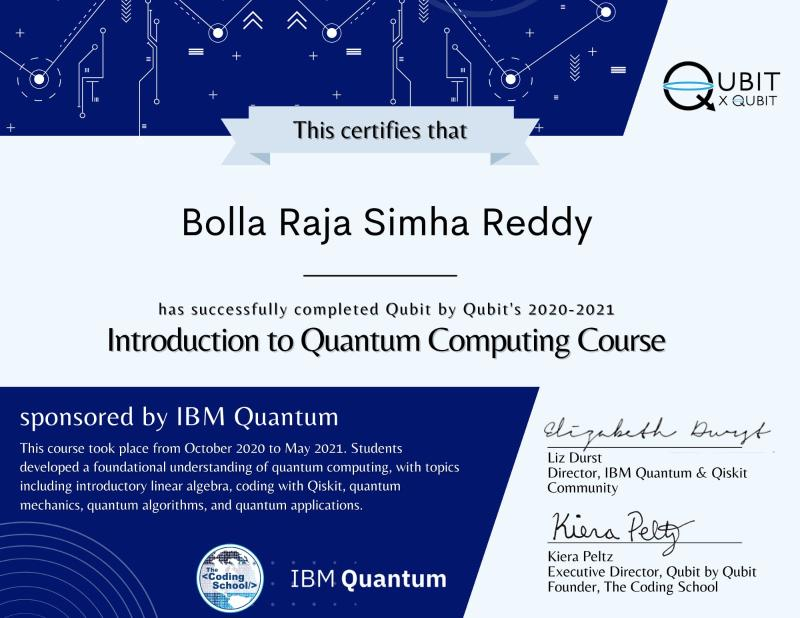 QUBIT
X QUBIT
This certifies that
Bolla Raja Simha Reddy
has successfully completed Qubit by Qubit's 2020-2021
Introduction to Quantum Computing Course
sponsored by IBM Quantum
This course took place from October 2020 to May 2021. Students
developed a foundational understanding of quantum computing, with topics
including introductory linear algebra, coding with Qiskit, quantum
mechanics, quantum algorithms, and quantum applications.
The
<Coding
School/>
IBM Quantum
Elizabeth Durst
Liz Durst
Director, IBM Quantum & Qiskit
Community
Kiera Peltz
Kiera Peltz
Executive Director, Qubit by Qubit
Founder, The Coding School